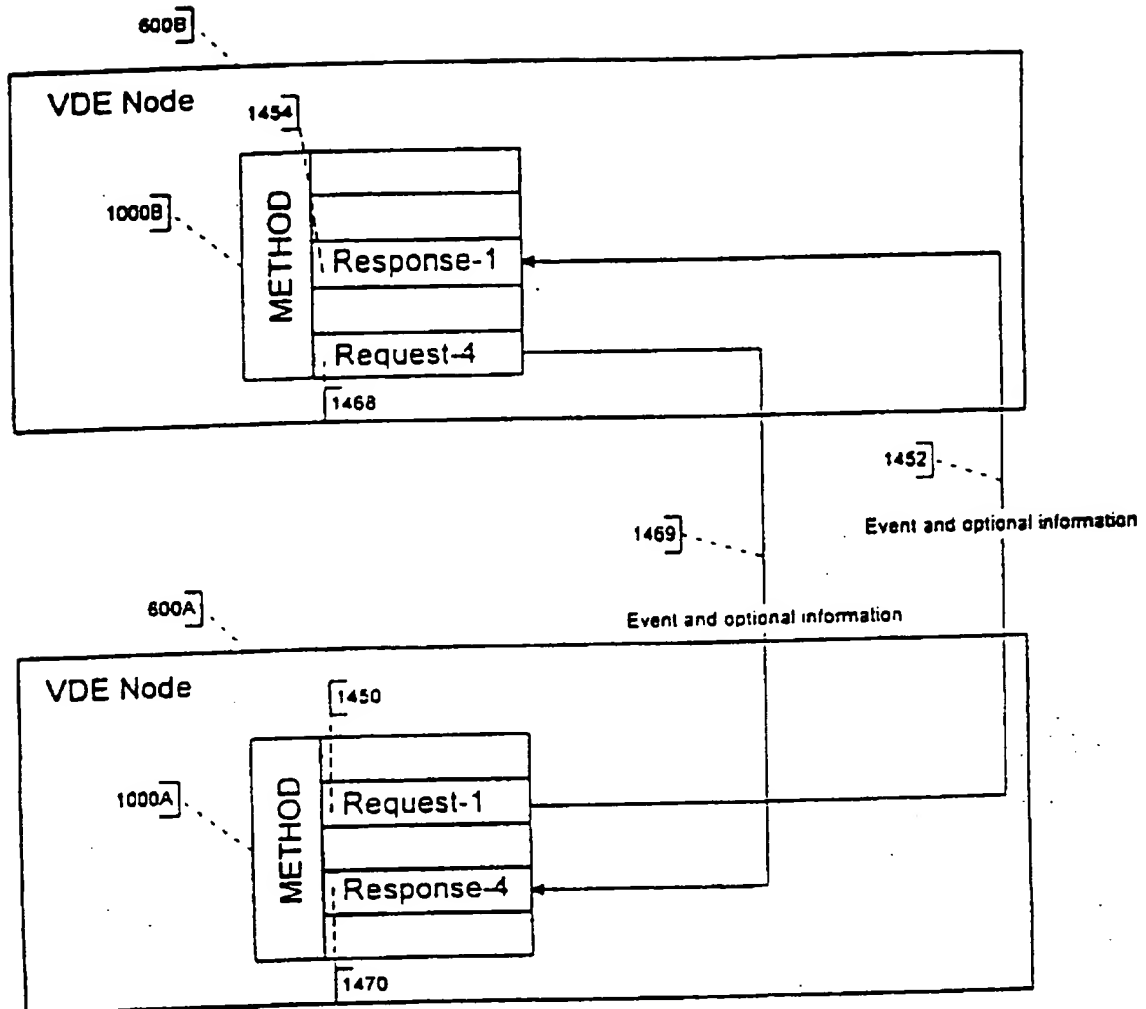 600B
VDE Node
1454
1000B
METHOD
Response-1
Request-4
1468
1452
Event and optional information
1469
600A
Event and optional information
VDE Node
1450
1000A
METHOD
Request-1
Response-4
1470